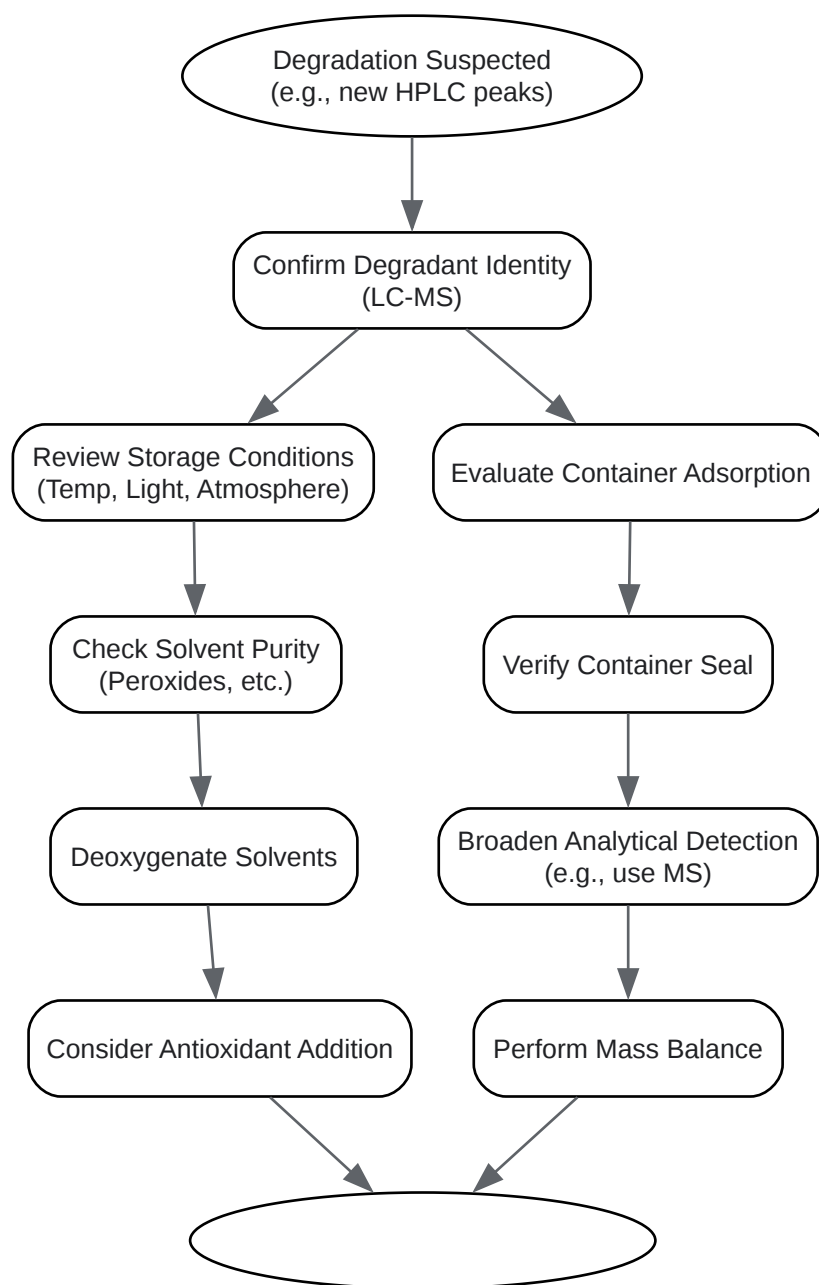 Degradation Suspected
(e.g., new HPLC peaks)
Confirm Degradant Identity
(LC-MS)
Review Storage Conditions
(Temp, Light, Atmosphere)
Evaluate Container Adsorption
Check Solvent Purity
(Peroxides, etc.)
Verify Container Seal
Deoxygenate Solvents
Broaden Analytical Detection
(e.g., use MS)
Consider Antioxidant Addition
Perform Mass Balance